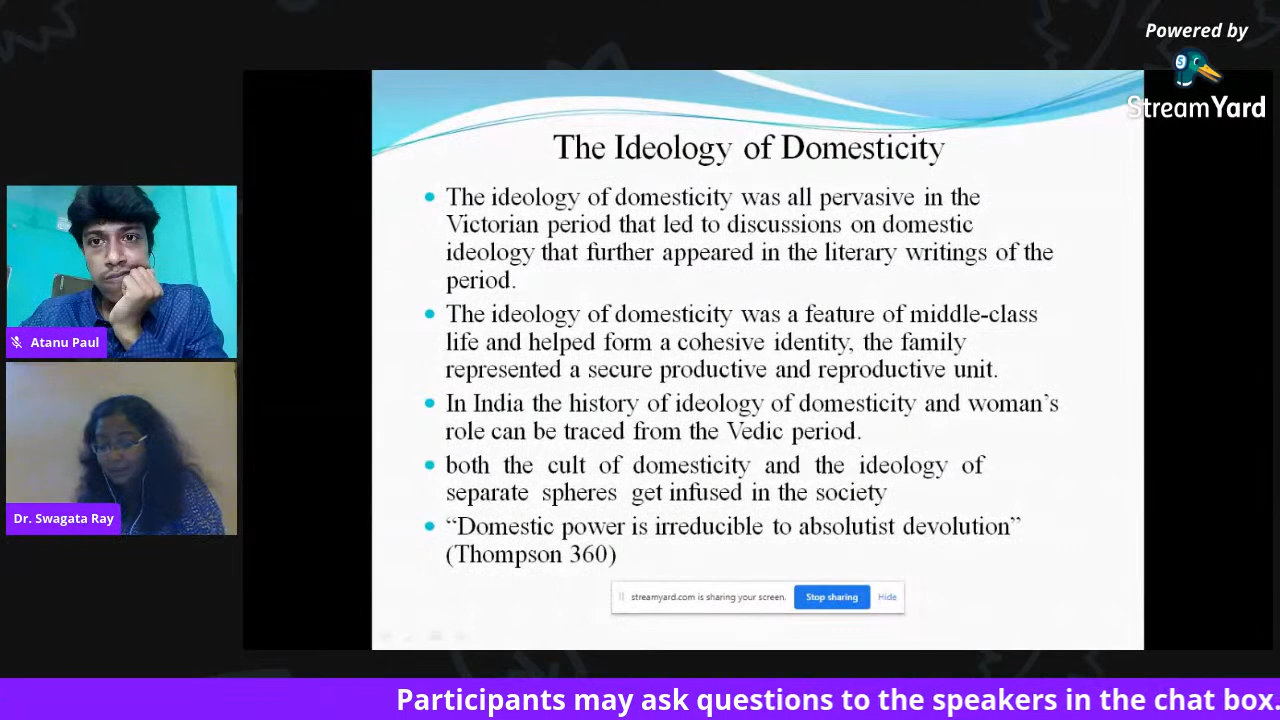 Powered by
StreamYard
The Ideology of Domesticity
The ideology of domesticity was all pervasive in the
Victorian period that led to discussions on domestic
ideology that further appeared in the literary writings of the
period.
The ideology of domesticity was a feature of middle-class
life and helped form a cohesive identity, the family
represented a secure productive and reproductive unit.
In India the history of ideology of domesticity and woman's
role can be traced from the Vedic period.
both the cult of domesticity and the ideology of
separate spheres get infused in the society
“Domestic power is irreducible to absolutist devolution”
(Thompson 360)
streamyard.com is sharing your screen. Stop sharing Hide
Atanu Paul
Dr. Swagata Ray
Participants may ask questions to the speakers in the chat box.